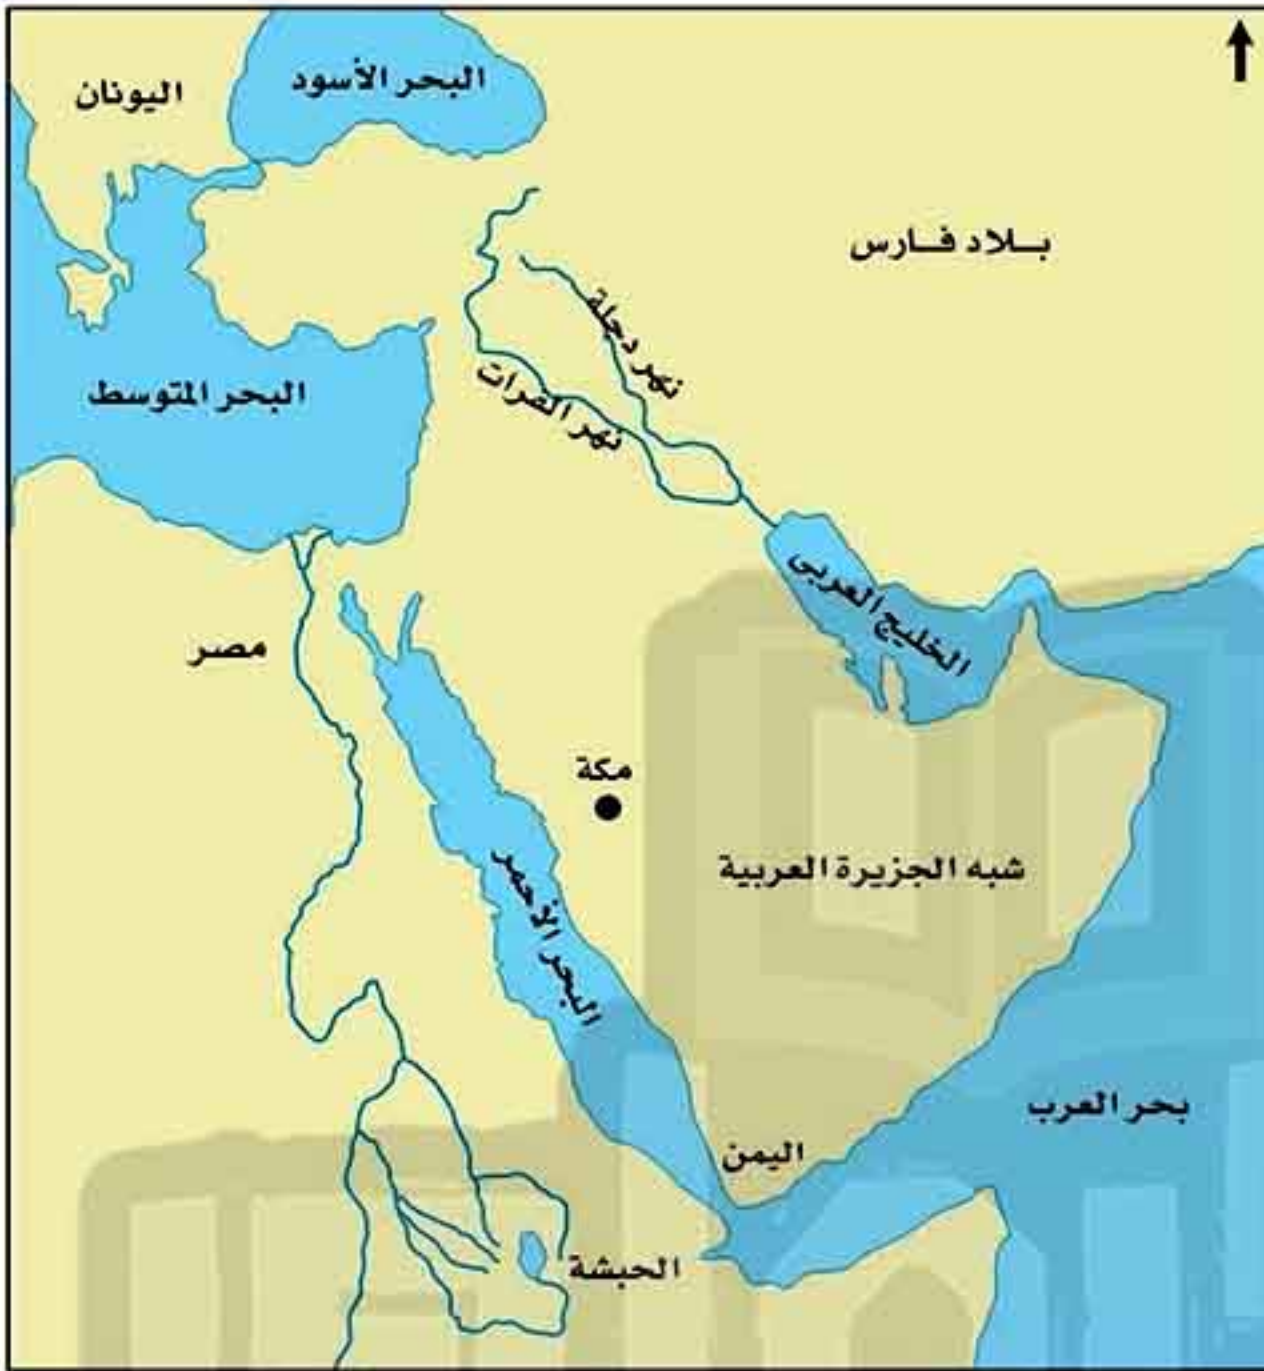 البحر الأسود
اليونان
بلاد فارس
نهر دجلة
نهر الفرات
البحر المتوسط
الخليج العربى
مصر
مكة
شبه الجزيرة العربية
البحر الأحمر
بحر العرب
اليمن
الحبشة